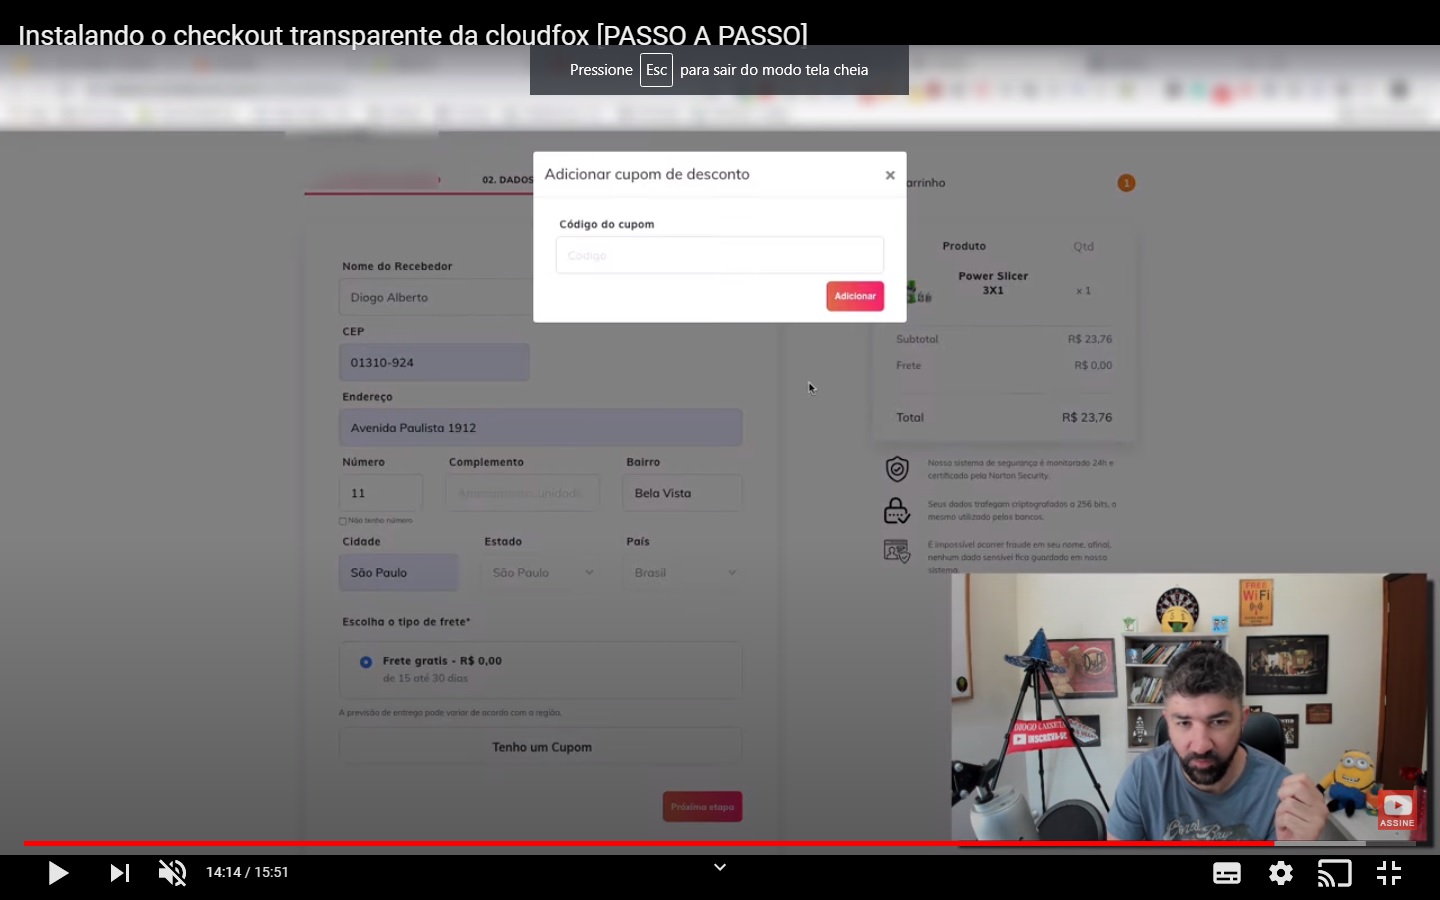 Instalando o checkout transparente da cloudfox [PASSO A PASSO]
Pressione Esc para sair do modo tela cheia
02. DADOS
Adicionar cupom de desconto
×
Código do cupom
Código
Adicionar
arrinho
1
Produto
Qtd
Power Slicer
3X1
x 1
Subtotal
R$ 23,76
Frete
R$ 0,00
Total
R$ 23,76
Nosso sistema de segurança é monitorado 24h e
certificado pela Norton Security.
Seus dados trafegam criptografados a 256 bits, o
mesmo utilizado pelos bancos.
É impossível ocorrer fraude em seu nome, afinal,
nenhum dado sensível fica guardado em nosso
sistema.
Nome do Recebedor
Diogo Alberto
CEP
01310-924
Endereço
Avenida Paulista 1912
Número
Complemento
Bairro
11
Apartamento, unidade
Bela Vista
Não tenho número
Cidade
Estado
País
São Paulo
São Paulo
Brasil
Escolha o tipo de frete*
Frete gratis - R$ 0,00
de 15 até 30 dias
A previsão de entrega pode variar de acordo com a região.
Tenho um Cupom
Próxima etapa
FREE
WiFi
Duff
DIOGO CAIXETA
INSCREVA-SE
ASSINE
14:14 / 15:51